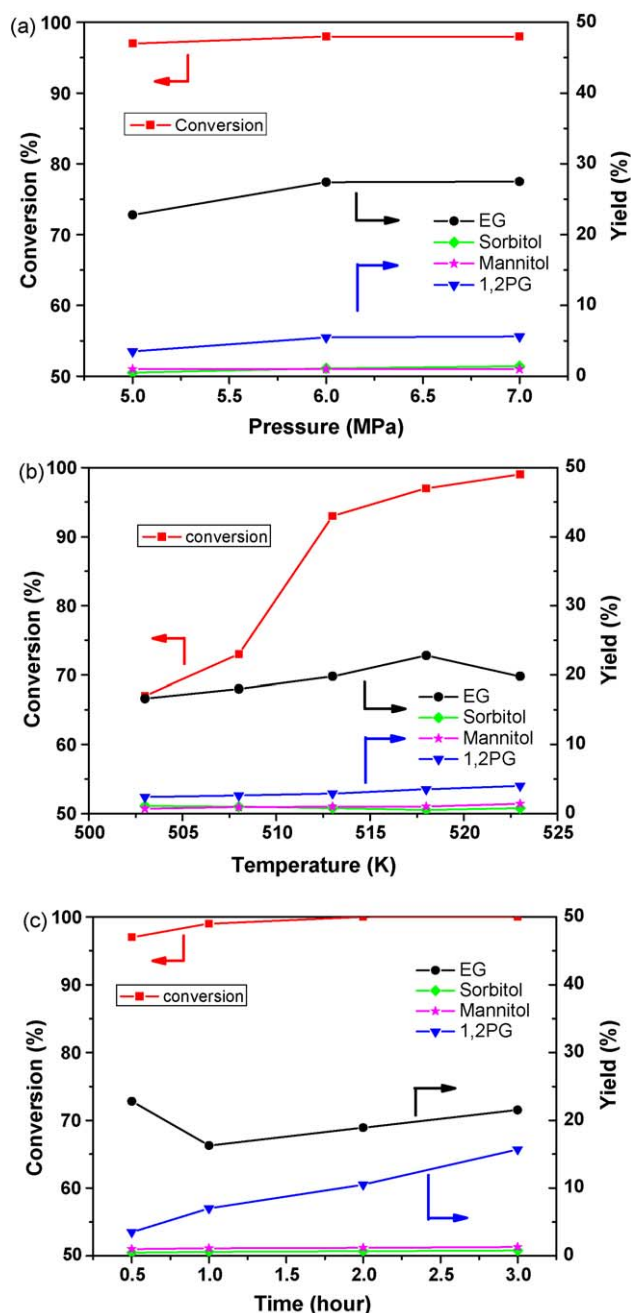 (a)
100
90
80
70
60
50
Conversion (%)
Conversion
50
40
30
20
10
0
Yield (%)
EG
Sorbitol
Mannitol
1,2PG
5.0 5.5 6.0 6.5 7.0
Pressure (MPa)
(b)
100
90
80
70
60
50
Conversion (%)
conversion
50
40
30
20
10
0
Yield (%)
EG
Sorbitol
Mannitol
1,2PG
500 505 510 515 520 525
Temperature (K)
(c)
100
90
80
70
60
50
Conversion (%)
conversion
50
40
30
20
10
0
Yield (%)
EG
Sorbitol
Mannitol
1,2PG
0.5 1.0 1.5 2.0 2.5 3.0
Time (hour)